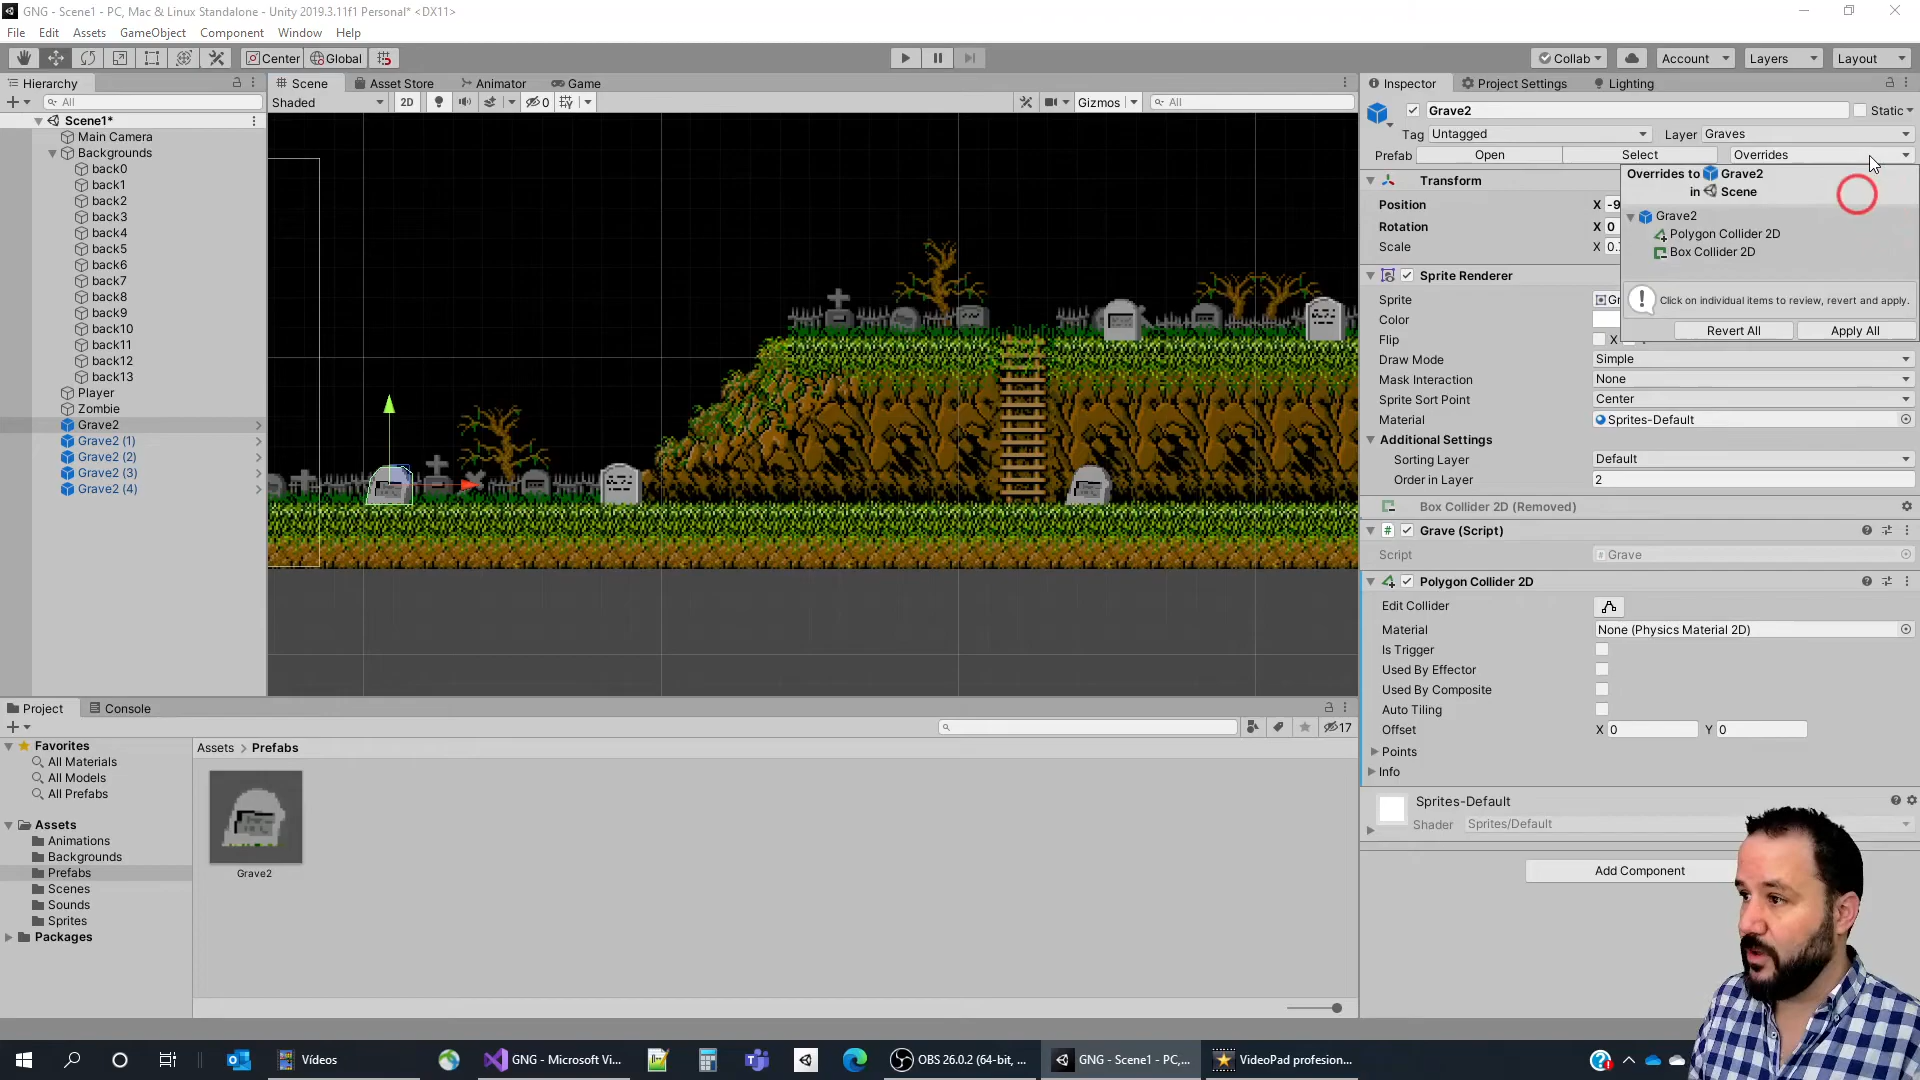 GNG - Scene1 - PC, Mac & Linux Standalone - Unity 2019.3.11f1 Personal* <DX11>
File Edit Assets GameObject Component Window Help
Center Global Collab Account Layers Layout
Hierarchy
All
Scene1*
Main Camera
Backgrounds
back0
back1
back2
back3
back4
back5
back6
back7
back8
back9
back10
back11
back12
back13
Player
Zombie
Grave2
Grave2 (1)
Grave2 (2)
Grave2 (3)
Grave2 (4)
Scene Asset Store Animator Game
Shaded 2D 0 Gizmos All
Inspector Project Settings Lighting
Grave2 Static
Tag Untagged Layer Graves
Prefab Open Select Overrides
Overrides to Grave2
in Scene
Grave2
Polygon Collider 2D
Box Collider 2D
Click on individual items to review, revert and apply.
Revert All Apply All
Transform
Position X -9
Rotation X 0
Scale X 0.
Sprite Renderer
Sprite Gr
Color
Flip X
Draw Mode Simple
Mask Interaction None
Sprite Sort Point Center
Material Sprites-Default
Additional Settings
Sorting Layer Default
Order in Layer 2
Box Collider 2D (Removed)
Grave (Script)
Script Grave
Polygon Collider 2D
Edit Collider
Material None (Physics Material 2D)
Is Trigger
Used By Effector
Used By Composite
Auto Tiling
Offset X 0 Y 0
Points
Info
Sprites-Default
Shader Sprites/Default
Add Component
Project Console
17
Favorites
All Materials
All Models
All Prefabs
Assets
Animations
Backgrounds
Prefabs
Scenes
Sounds
Sprites
Packages
Assets > Prefabs
Grave2
Vídeos GNG - Microsoft Vi... OBS 26.0.2 (64-bit, ... GNG - Scene1 - PC,... VideoPad profesion...